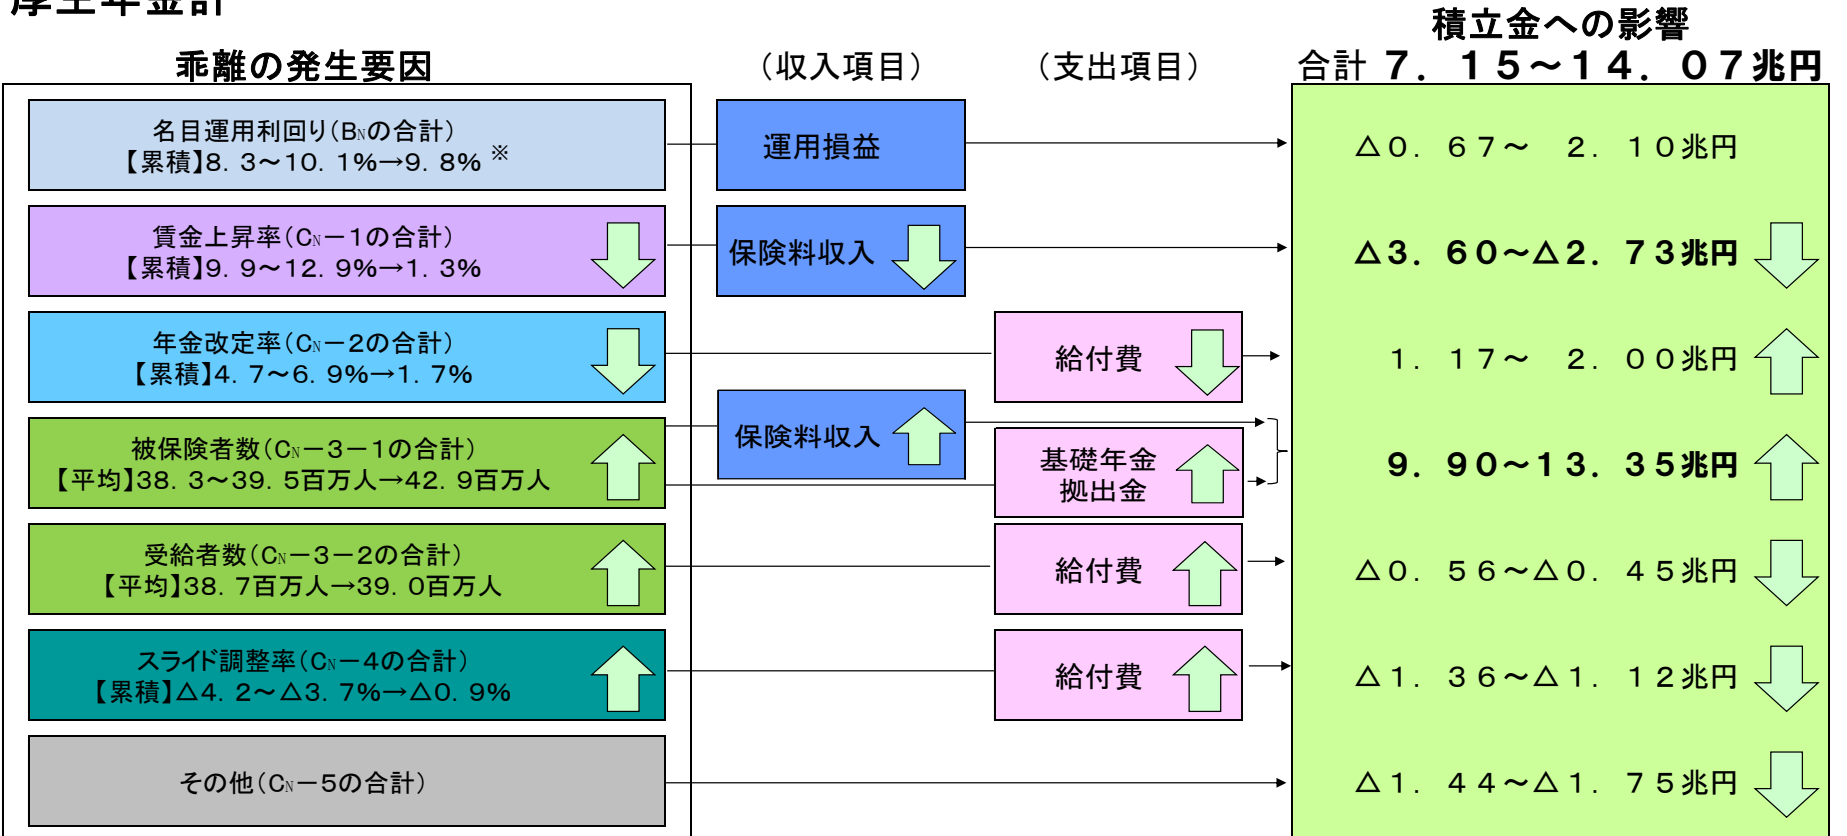 厚生年金計
積立金への影響
乖離の発生要因 （収入項目） （支出項目） 合計 ７．１５～１４．０７兆円
名目運用利回り（BNの合計）
【累積】8．3～10．1%→9．8% ※
運用損益
△０．６７～ ２．１０兆円
賃金上昇率（CN－1の合計）
【累積】9．9～12．9%→1．3%
保険料収入
△３．６０～△２．７３兆円
年金改定率（CN－2の合計）
【累積】4．7～6．9%→1．7%
給付費
１．１７～ ２．００兆円
被保険者数（CN－3－1の合計）
【平均】38．3～39．5百万人→42．9百万人
保険料収入
基礎年金
拠出金
９．９０～１３．３５兆円
受給者数（CN－3－2の合計）
【平均】38．7百万人→39．0百万人
給付費
△０．５６～△０．４５兆円
スライド調整率（CN－4の合計）
【累積】△4．2～△3．7%→△0．9%
給付費
△１．３６～△１．１２兆円
その他（CN－5の合計）
△１．４４～△１．７５兆円